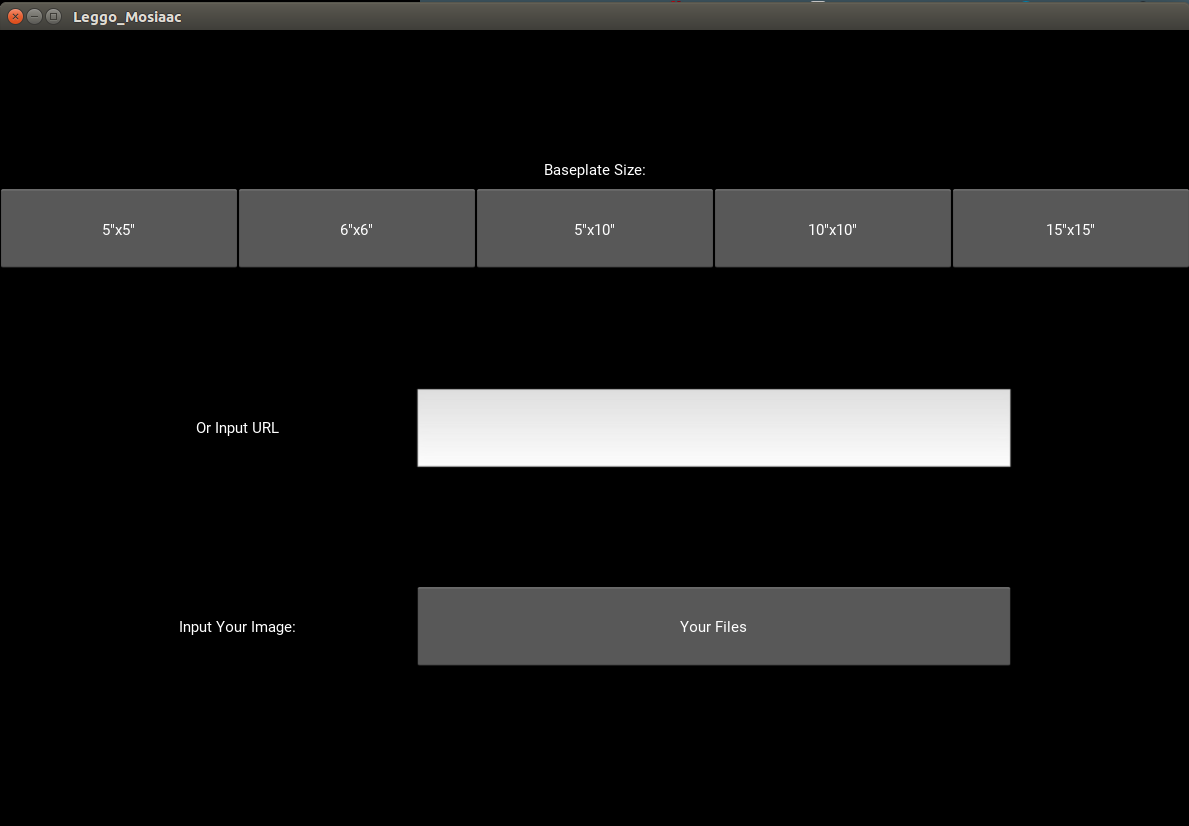 Leggo_Mosiaac
Baseplate Size:
5"x5" 6"x6" 5"x10" 10"x10" 15"x15"
Or Input URL
Input Your Image: Your Files